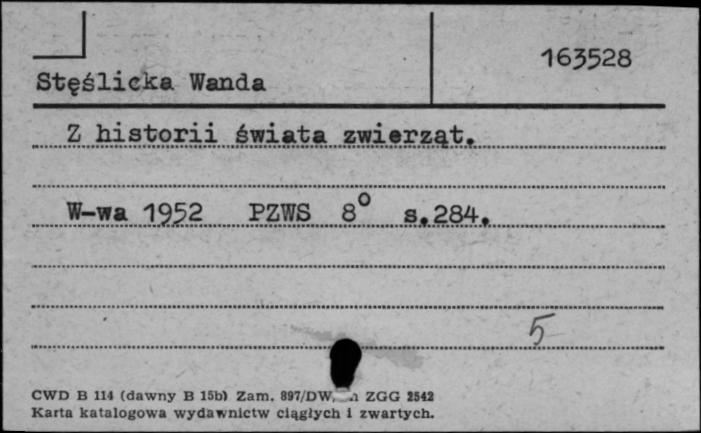 163528
Stęślicka Wanda
Z historii świata zwierząt.
W-wa 1952 PZWS 8° s.284.
5
CWD B 114 (dawny B 15b) Zam. 897/DW, ZGG 2542
Karta katalogowa wydawnictw ciągłych i zwartych.